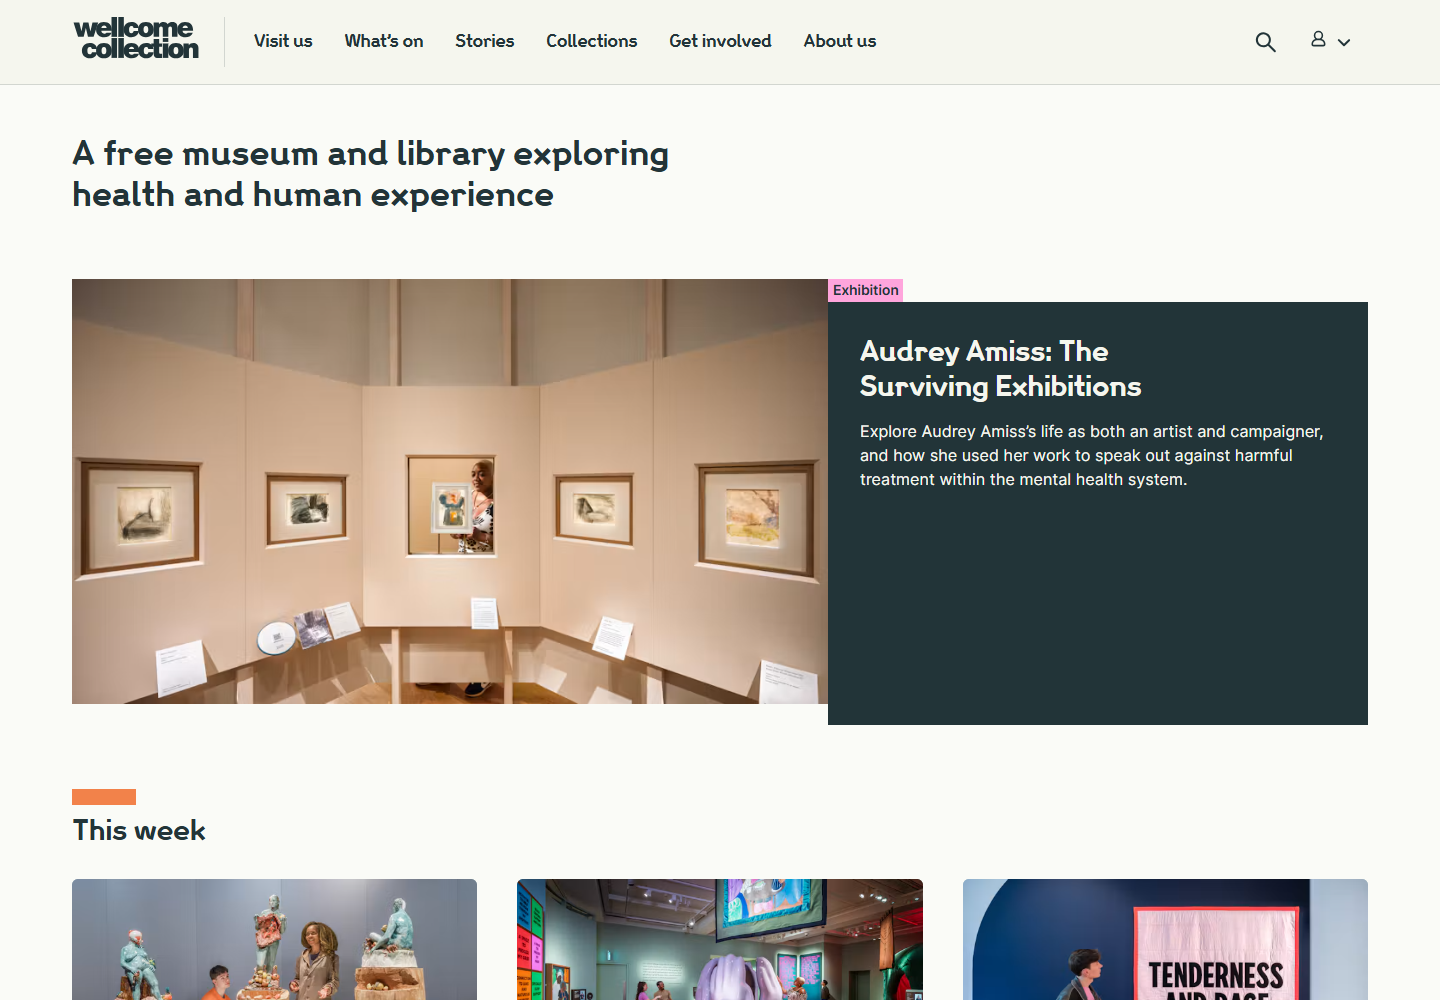 wellcome
collection
Visit us
What's on
Stories
Collections
Get involved
About us
A free museum and library exploring
health and human experience
Exhibition
Audrey Amiss: The
Surviving Exhibitions
Explore Audrey Amiss’s life as both an artist and campaigner,
and how she used her work to speak out against harmful
treatment within the mental health system.
This week
TENDERNESS
AND RAGE